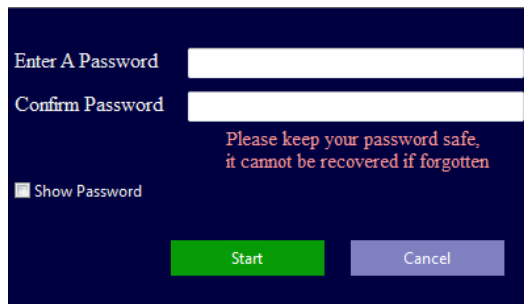 Enter A Password
Confirm Password
Please keep your password safe,
it cannot be recovered if forgotten
Show Password
Start
Cancel